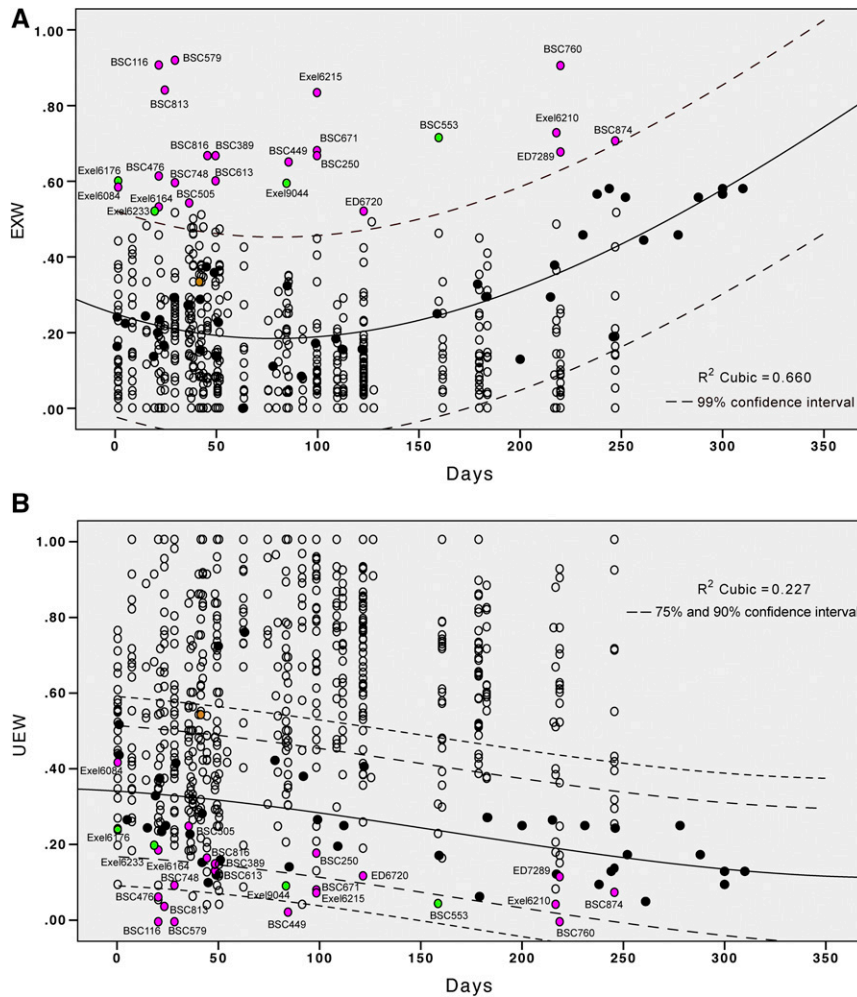 A
1.00
.80
.60
.40
.20
.00
EXW
BSC116
BSC579
BSC813
Exel6215
BSC760
BSC553
Exel6210
BSC874
ED7289
BSC816
BSC389
BSC671
BSC250
BSC449
Exel6176
BSC476
BSC748
BSC613
Exel6084
Exel6164
BSC505
Exel9044
Exel6233
ED6720
R² Cubic = 0.660
99% confidence interval
0 50 100 150 200 250 300 350
Days
B
1.00
.80
.60
.40
.20
.00
UEW
R² Cubic = 0.227
75% and 90% confidence interval
Exel6084
Exel6176
BSC505
Exel6233
Exel6164
BSC816
BSC389
BSC250
BSC748
BSC613
ED6720
ED7289
BSC476
Exel9044
BSC671
Exel6215
BSC874
BSC813
BSC553
Exel6210
BSC116
BSC579
BSC449
BSC760
0 50 100 150 200 250 300 350
Days